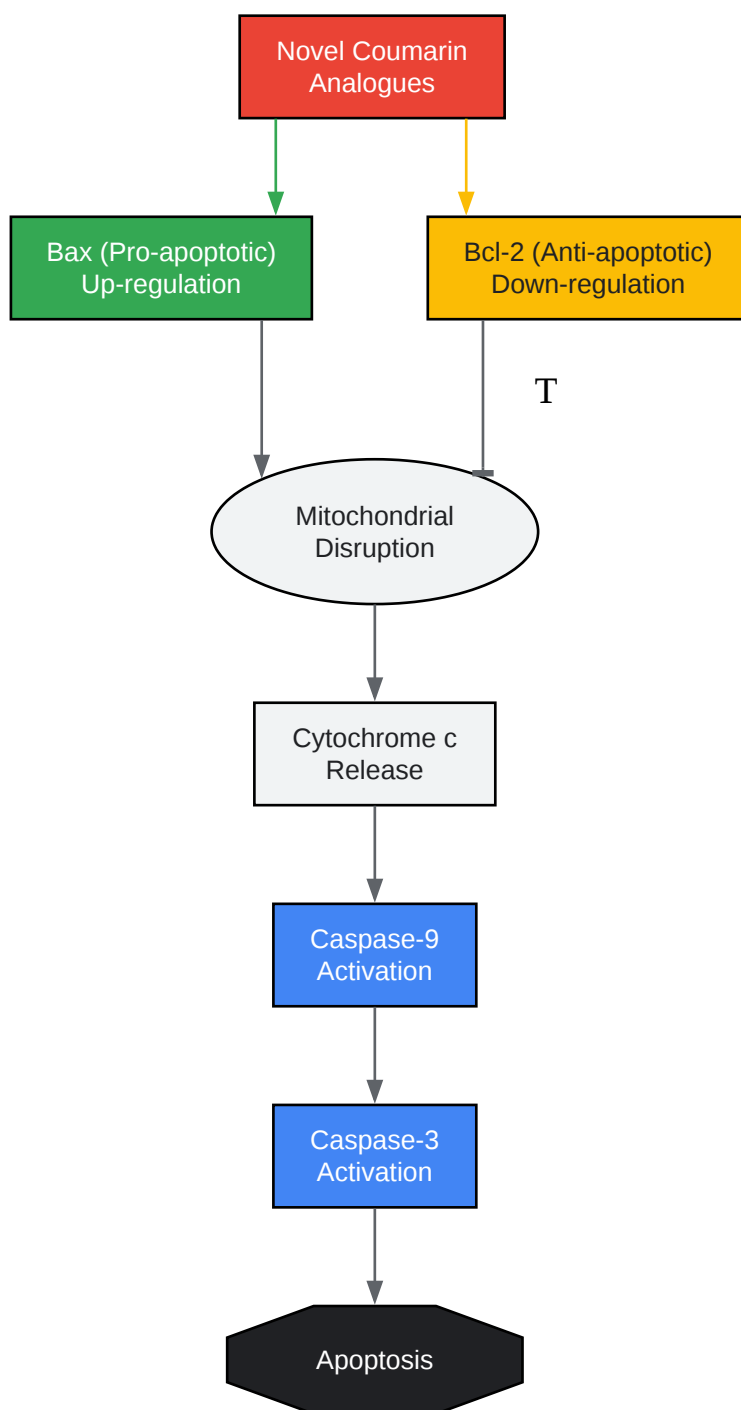 Novel Coumarin
Analogues
Bax (Pro-apoptotic)
Up-regulation
Bcl-2 (Anti-apoptotic)
Down-regulation
T
Mitochondrial
Disruption
Cytochrome c
Release
Caspase-9
Activation
Caspase-3
Activation
Apoptosis